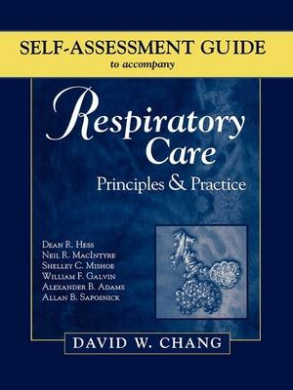 SELF-ASSESSMENT GUIDE
to accompany
Respiratory
Care
Principles & Practice
DEAN R. HESS
NEIL R. MACINTYRE
SHELLEY C. MISHOE
WILLIAM F. GALVIN
ALEXANDER B. ADAMS
ALLAN B. SAPOSNICK
DAVID W. CHANG